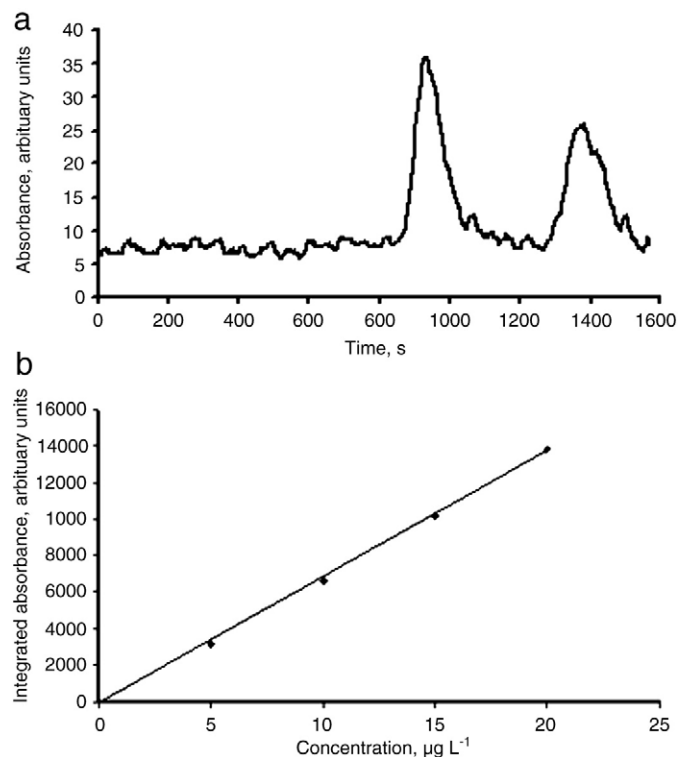 a
Absorbance, arbituary units
40
35
30
25
20
15
10
5
0
0 200 400 600 600 1000 1200 1400 1600
Time, s
b
Integrated absorbance, arbituary units
16000
14000
12000
1000
8000
6000
4000
2000
0
0 5 10 15 20 25
Concentration, µg L⁻¹